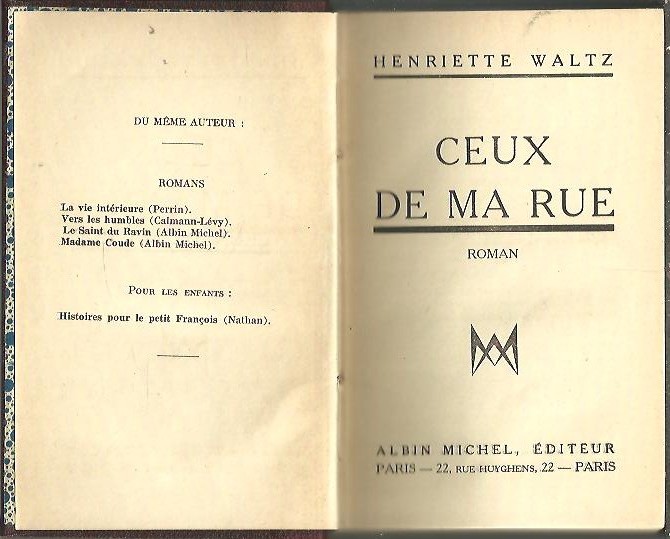 DU MÊME AUTEUR :
ROMANS
La vie intérieure (Perrin).
Vers les humbles (Calmann-Lévy).
Le Saint du Ravin (Albin Michel).
Madame Coude (Albin Michel).
POUR LES ENFANTS :
Histoires pour le petit François (Nathan).
HENRIETTE WALTZ
CEUX
DE MA RUE
ROMAN
ALBIN MICHEL, ÉDITEUR
PARIS — 22, RUE HUYGHENS, 22 — PARIS